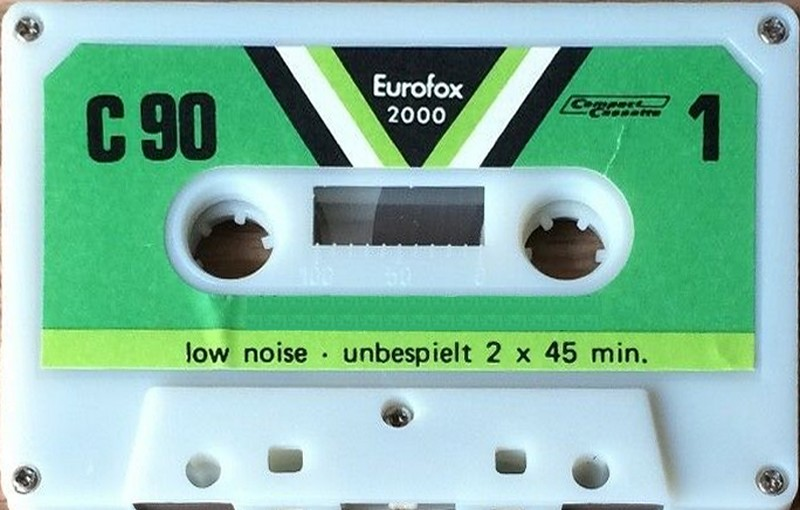 Eurofox
2000
C 90
Compact
Cassette
1
100 50 0
low noise · unbespielt 2 x 45 min.